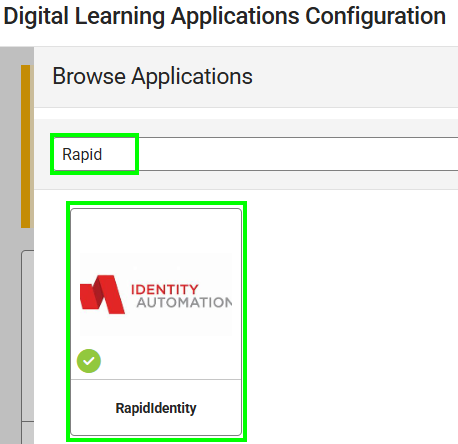 Digital Learning Applications Configuration
Browse Applications
Rapid
IDENTITY
AUTOMATION
RapidIdentity